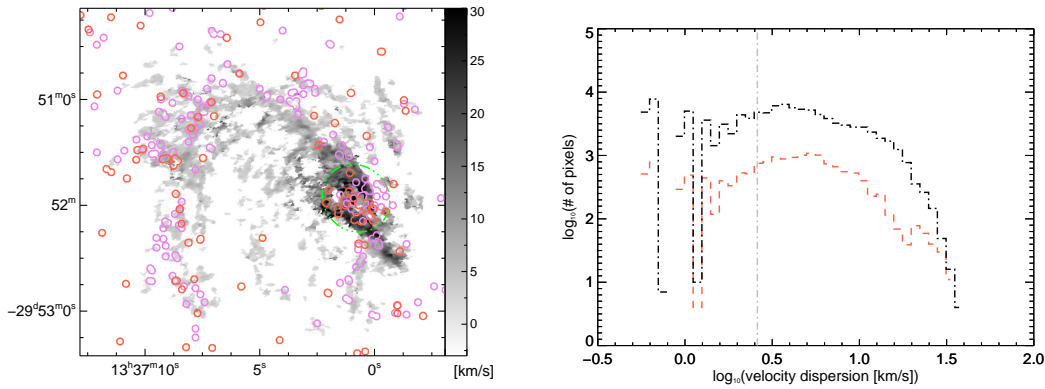 30
25
20
15
10
5
0
51ᵐ0ˢ
52ᵐ
−29ᵈ53ᵐ0ˢ
13ʰ37ᵐ10ˢ
5ˢ
0ˢ
[km/s]
5
4
3
2
1
0
log₁₀(# of pixels)
−0.5
0.0
0.5
1.0
1.5
2.0
log₁₀(velocity dispersion [km/s])